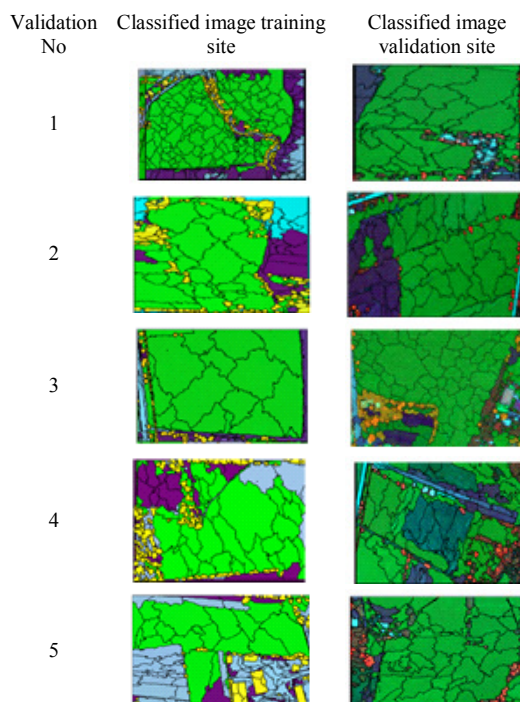 Validation No
Classified image training site
Classified image validation site
1
2
3
4
5